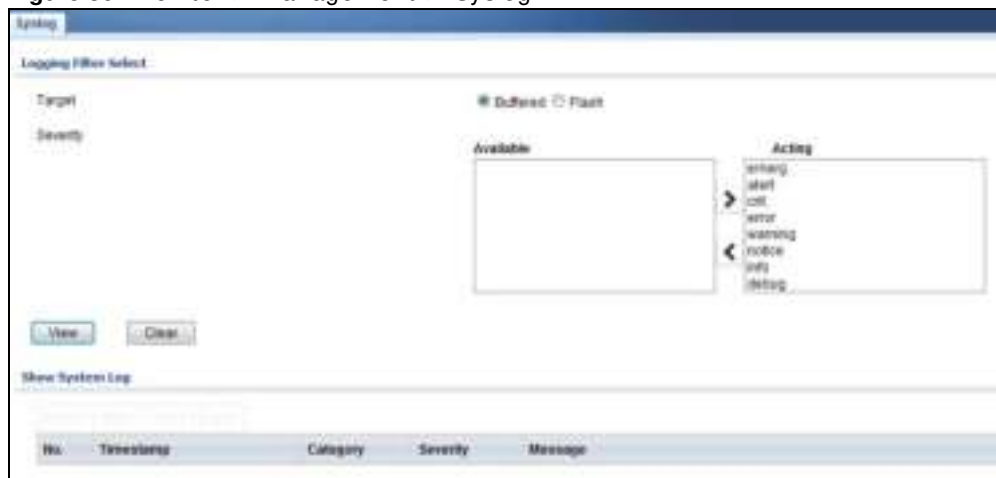 Syslog
Logging Filter Select
Target Buffered Flash
Severity
Available Acting
emerg
alert
crit
error
warning
notice
info
debug
View Clear
Show System Log
No. Timestamp Category Severity Message